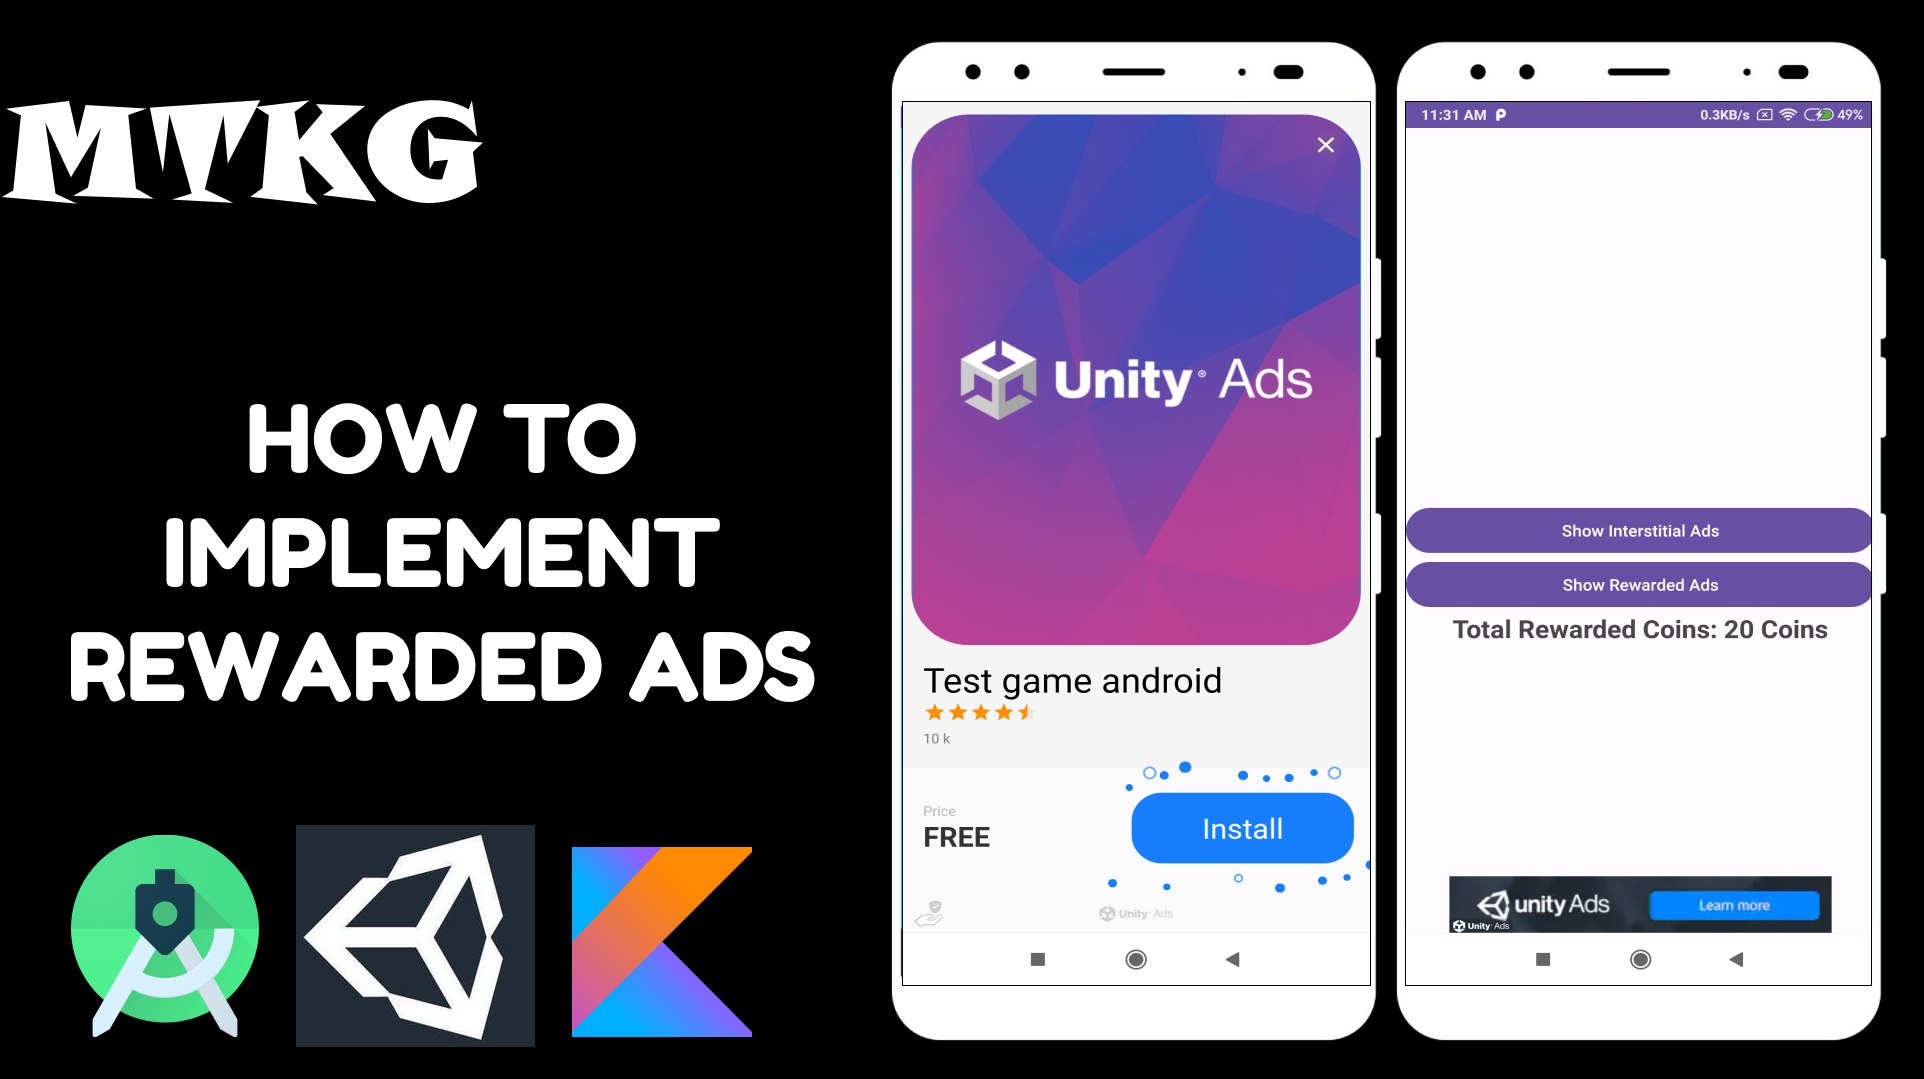 MTKG
HOW TO
IMPLEMENT
REWARDED ADS
Unity® Ads
Test game android
10 k
Price
FREE
Install
Unity® Ads
11:31 AM
0.3KB/s
49%
Show Interstitial Ads
Show Rewarded Ads
Total Rewarded Coins: 20 Coins
unity Ads
Learn more
Unity® Ads